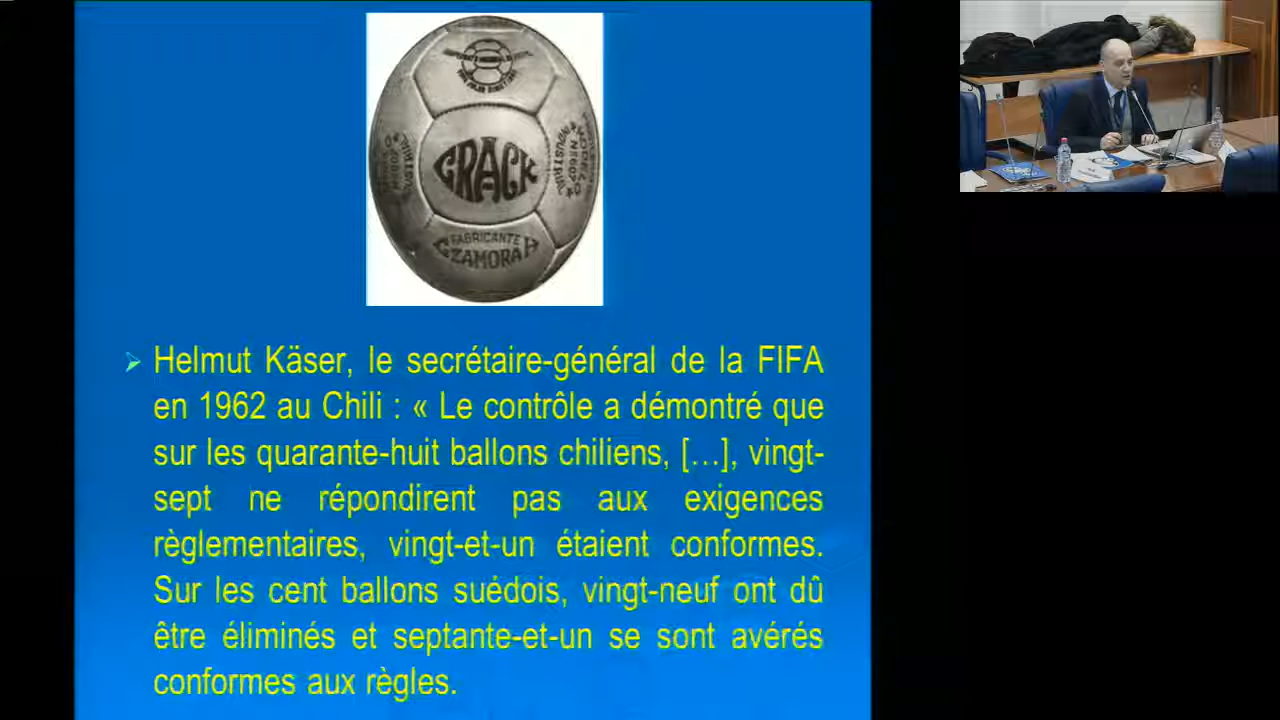 CRACK
FABRICANTE
C ZAMORA H
Helmut Käser, le secrétaire-général de la FIFA
en 1962 au Chili : « Le contrôle a démontré que
sur les quarante-huit ballons chiliens, […], vingt-
sept ne répondirent pas aux exigences
règlementaires, vingt-et-un étaient conformes.
Sur les cent ballons suédois, vingt-neuf ont dû
être éliminés et septante-et-un se sont avérés
conformes aux règles.